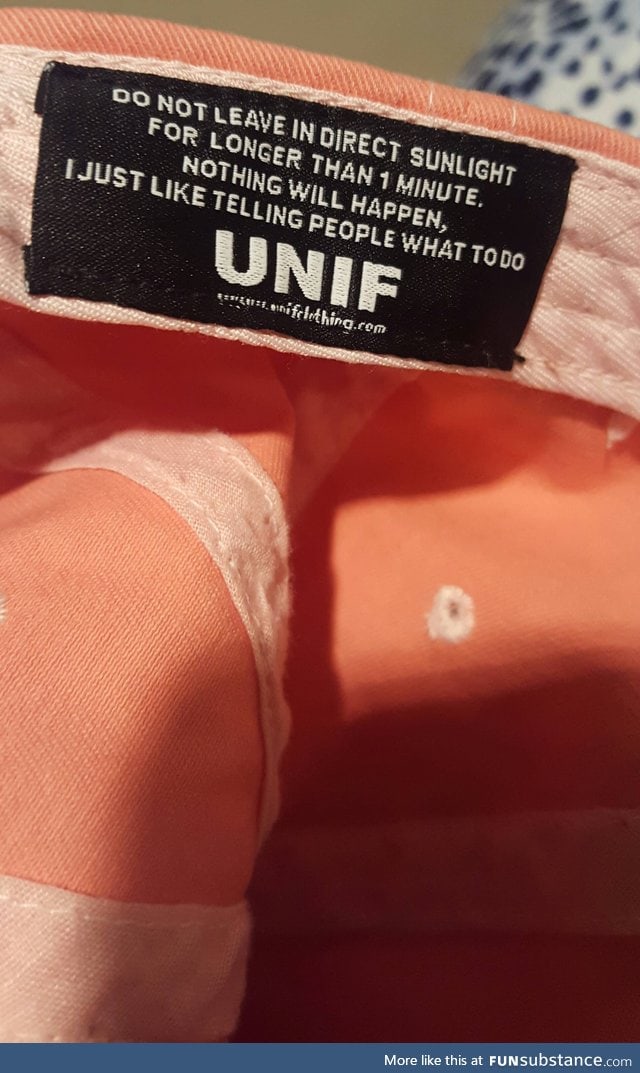 DO NOT LEAVE IN DIRECT SUNLIGHT
FOR LONGER THAN 1 MINUTE.
NOTHING WILL HAPPEN,
I JUST LIKE TELLING PEOPLE WHAT TO DO
UNIF
More like this at FUNsubstance.com